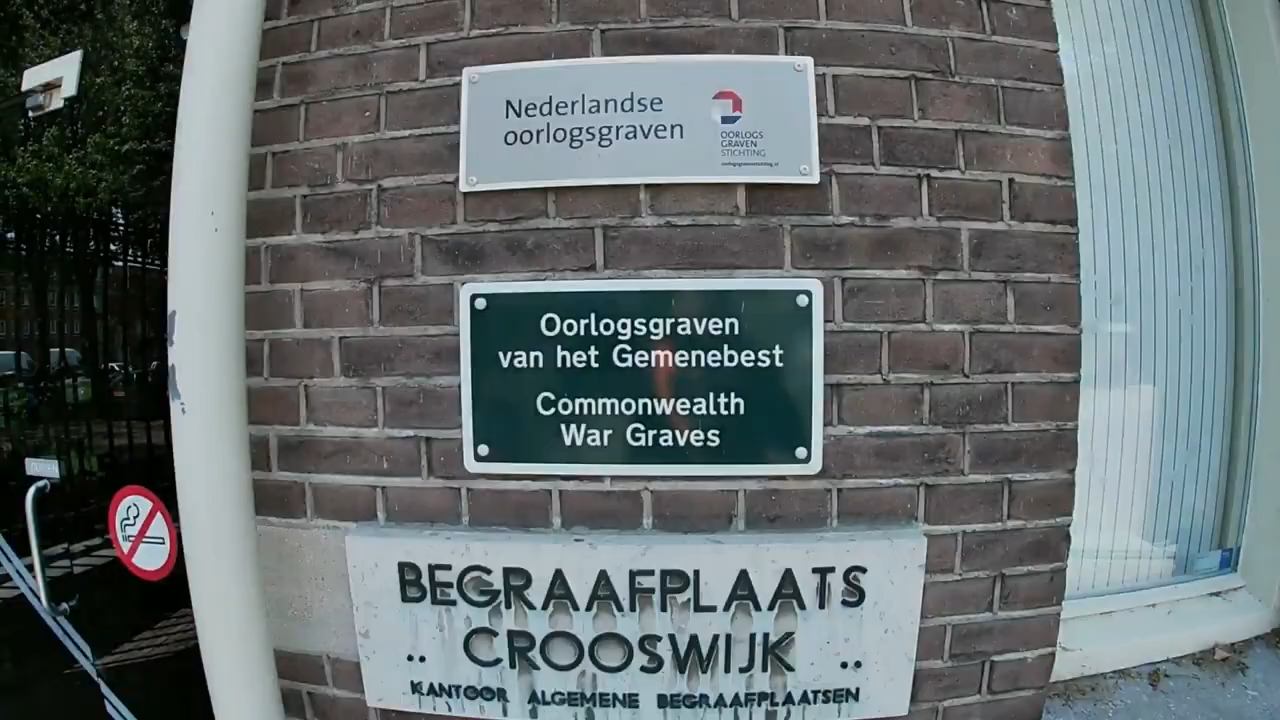 Nederlandse
oorlogsgraven
OORLOGS
GRAVEN
STICHTING
Oorlogsgraven
van het Gemenebest
Commonwealth
War Graves
BEGRAAFPLAATS
.. CROOSWIJK ..
KANTOOR ALGEMENE BEGRAAFPLAATSEN